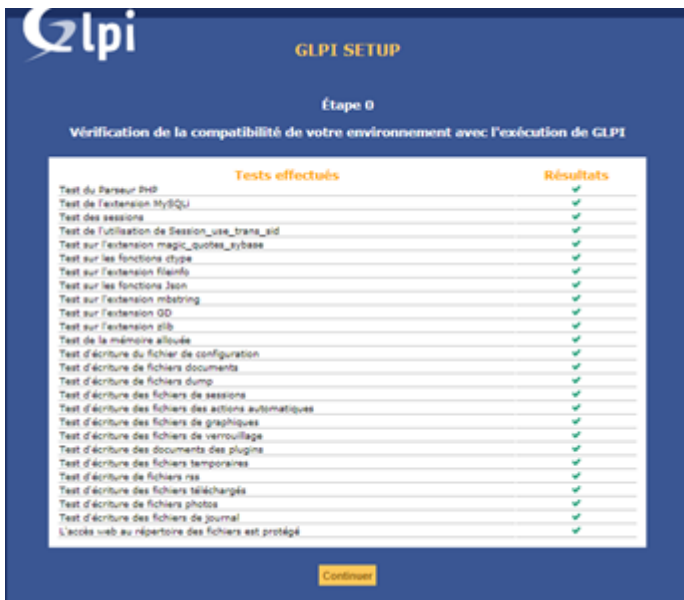 Glpi
GLPI SETUP
Étape 0
Vérification de la compatibilité de votre environnement avec l'exécution de GLPI
Tests effectués Résultats
Test du Parseur PHP
Test de l'extension MySQLi
Test des sessions
Test de l'utilisation de Session_use_trans_sid
Test sur l'extension magic_quotes_sybase
Test sur les fonctions ctype
Test sur l'extension fileinfo
Test sur les fonctions Json
Test sur l'extension mbstring
Test sur l'extension GD
Test sur l'extension zlib
Test de la mémoire allouée
Test d'écriture du fichier de configuration
Test d'écriture de fichiers documents
Test d'écriture de fichiers dump
Test d'écriture des fichiers de sessions
Test d'écriture des fichiers des actions automatiques
Test d'écriture des fichiers de graphiques
Test d'écriture des fichiers de verrouillage
Test d'écriture des documents des plugins
Test d'écriture des fichiers temporaires
Test d'écriture de fichiers rss
Test d'écriture des fichiers téléchargés
Test d'écriture de fichiers photos
Test d'écriture des fichiers de journal
L'accès web au répertoire des fichiers est protégé
Continuer